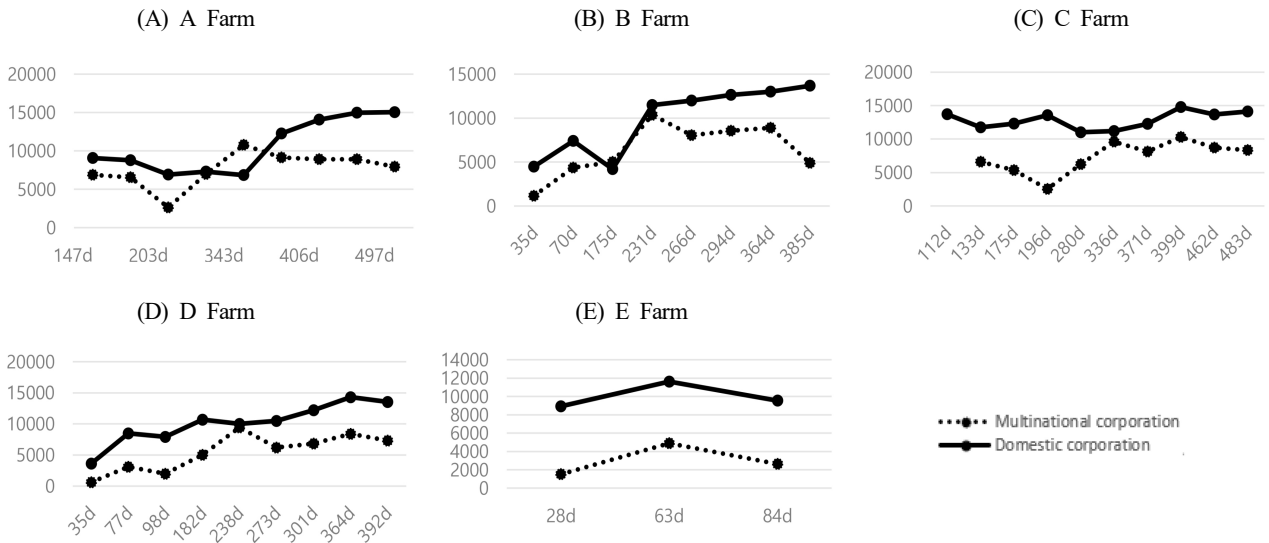 (A) A Farm
20000
15000
10000
5000
0
147d 203d 343d 406d 497d
(B) B Farm
15000
10000
5000
0
35d 70d 175d 231d 266d 294d 364d 385d
(C) C Farm
20000
15000
10000
5000
0
112d 133d 175d 196d 280d 336d 371d 399d 462d 483d
(D) D Farm
20000
15000
10000
5000
0
35d 77d 98d 182d 238d 273d 301d 364d 392d
(E) E Farm
14000
12000
10000
8000
6000
4000
2000
0
28d 63d 84d
Multinational corporation
Domestic corporation